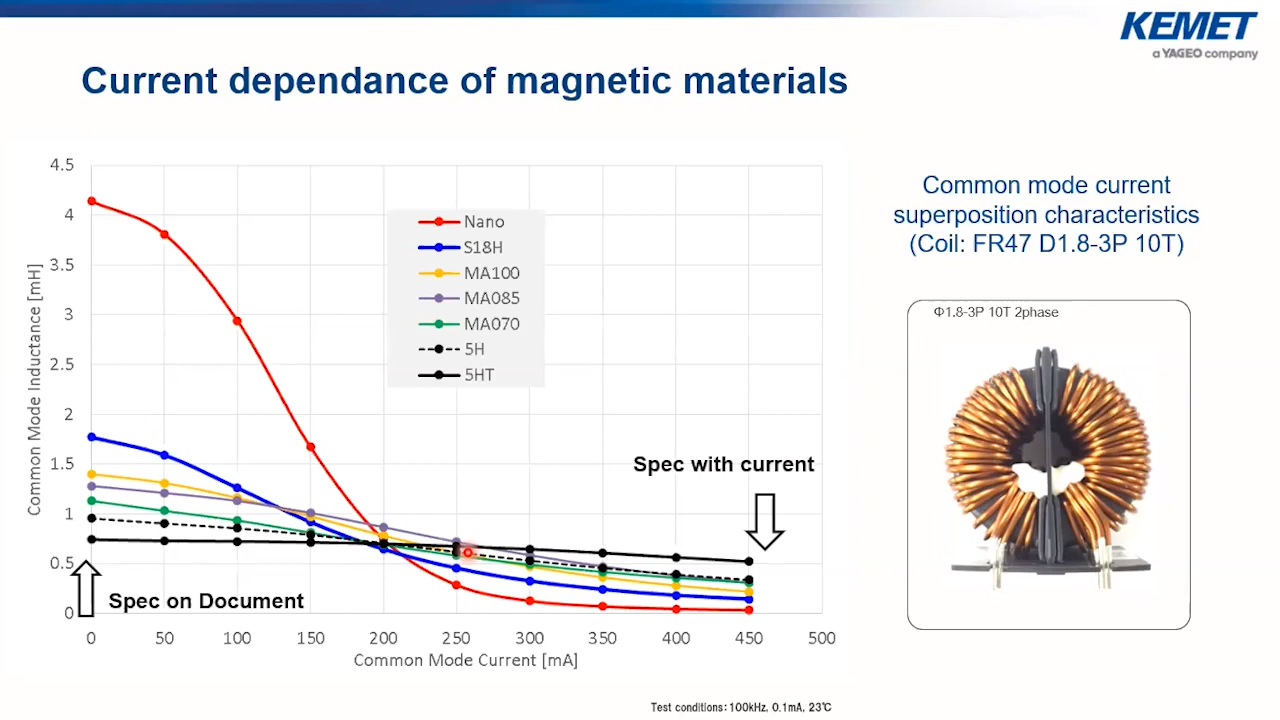 KEMET
a YAGEO company
Current dependance of magnetic materials
4.5
4
3.5
3
2.5
2
1.5
1
0.5
0
Common Mode Inductance [mH]
Nano
S18H
MA100
MA085
MA070
5H
5HT
Spec with current
Spec on Document
0 50 100 150 200 250 300 350 400 450 500
Common Mode Current [mA]
Common mode current
superposition characteristics
(Coil: FR47 D1.8-3P 10T)
Φ1.8-3P 10T 2phase
Test conditions: 100kHz, 0.1mA, 23℃